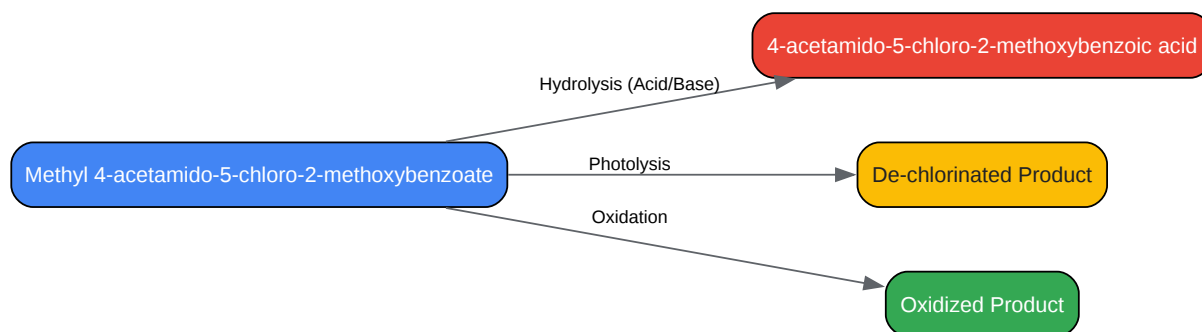 4-acetamido-5-chloro-2-methoxybenzoic acid
Hydrolysis (Acid/Base)
Methyl 4-acetamido-5-chloro-2-methoxybenzoate
Photolysis
De-chlorinated Product
Oxidation
Oxidized Product